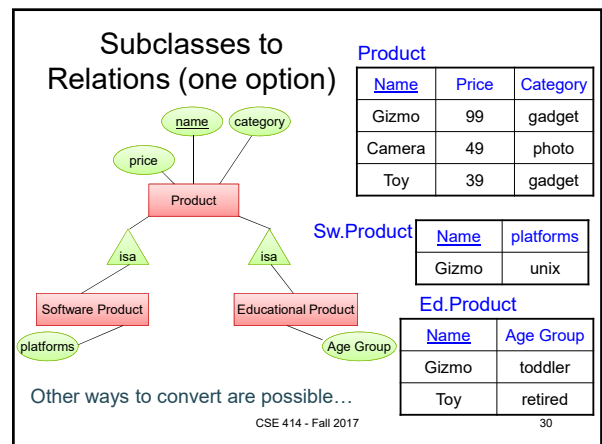 Subclasses to
Relations (one option)
name
category
price
Product
isa
isa
Software Product
Educational Product
platforms
Age Group
Product
Name Price Category
Gizmo 99 gadget
Camera 49 photo
Toy 39 gadget
Sw.Product
Name platforms
Gizmo unix
Ed.Product
Name Age Group
Gizmo toddler
Toy retired
Other ways to convert are possible…
CSE 414 - Fall 2017
30